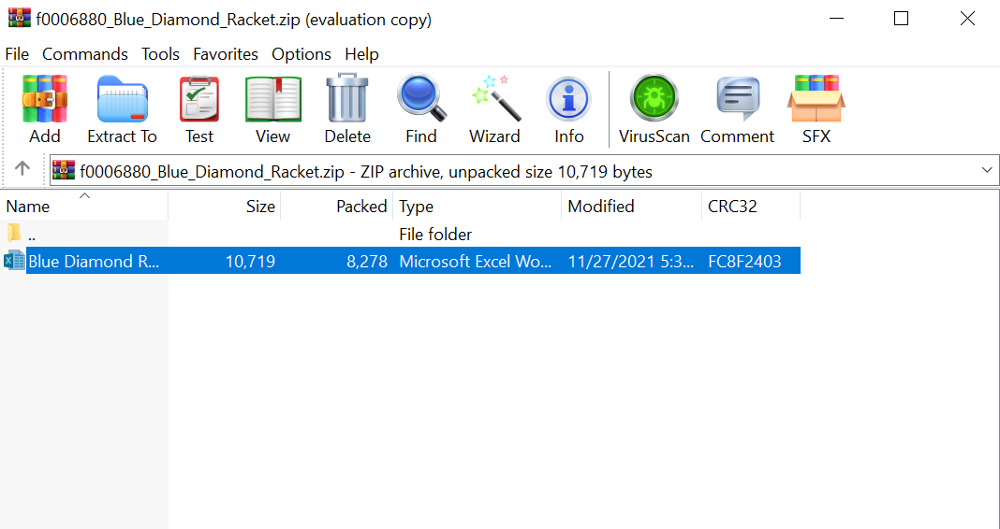 f0006880_Blue_Diamond_Racket.zip (evaluation copy)
File Commands Tools Favorites Options Help
Add Extract To Test View Delete Find Wizard Info VirusScan Comment SFX
f0006880_Blue_Diamond_Racket.zip - ZIP archive, unpacked size 10,719 bytes
Name Size Packed Type Modified CRC32
.. File folder
Blue Diamond R... 10,719 8,278 Microsoft Excel Wo... 11/27/2021 5:3... FC8F2403